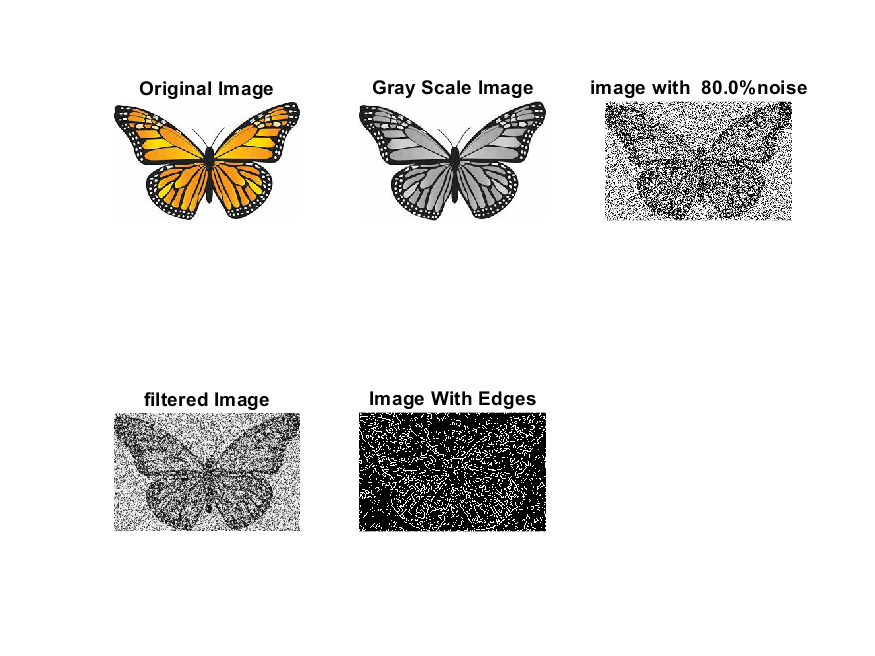 Original Image
Gray Scale Image
image with  80.0%noise
filtered Image
Image With Edges